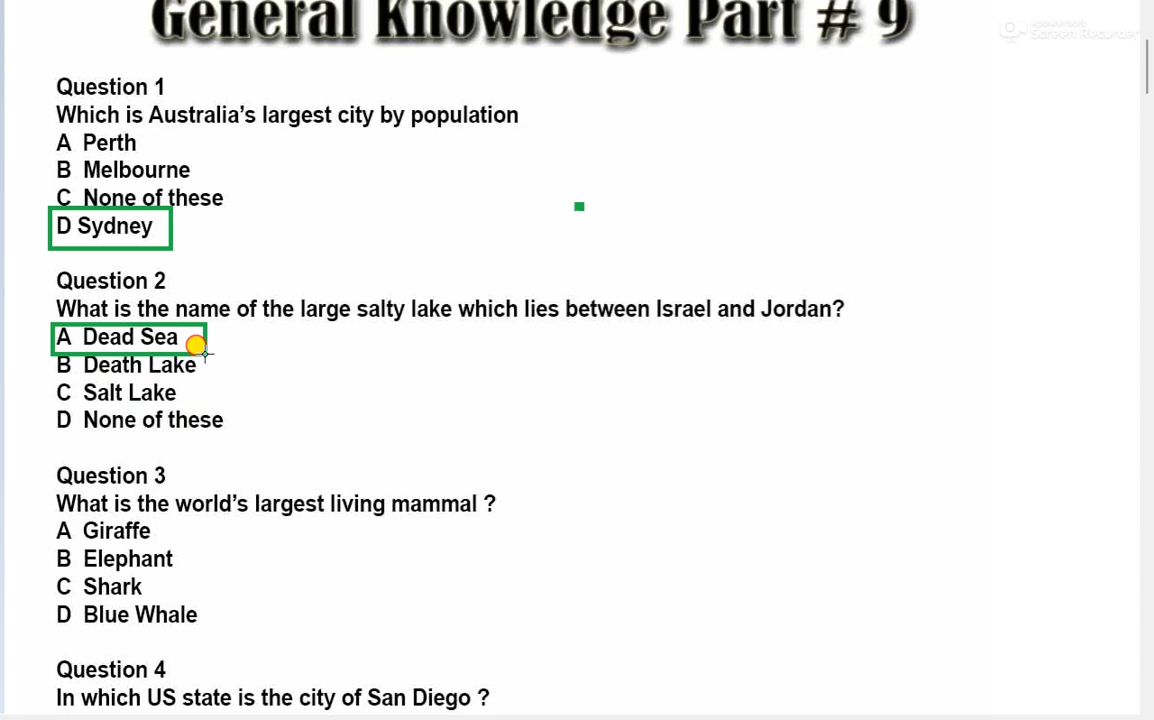 General Knowledge Part # 9
Screen Recorder
Question 1
Which is Australia’s largest city by population
A Perth
B Melbourne
C None of these
D Sydney
Question 2
What is the name of the large salty lake which lies between Israel and Jordan?
A Dead Sea
B Death Lake
C Salt Lake
D None of these
Question 3
What is the world’s largest living mammal ?
A Giraffe
B Elephant
C Shark
D Blue Whale
Question 4
In which US state is the city of San Diego ?